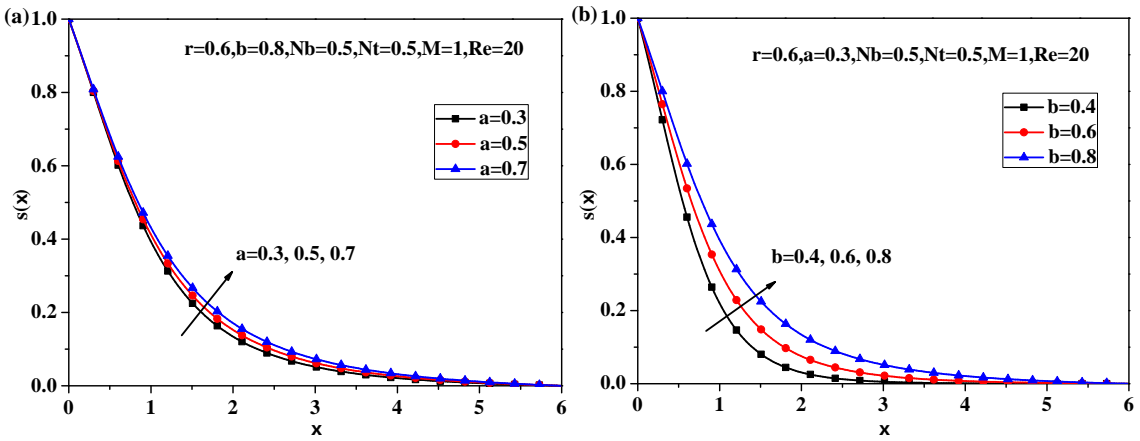 (a)
r=0.6,b=0.8,Nb=0.5,Nt=0.5,M=1,Re=20
a=0.3
a=0.5
a=0.7
a=0.3, 0.5, 0.7
s(x)
1.0
0.8
0.6
0.4
0.2
0.0
0 1 2 3 4 5 6
x
(b)
r=0.6,a=0.3,Nb=0.5,Nt=0.5,M=1,Re=20
b=0.4
b=0.6
b=0.8
b=0.4, 0.6, 0.8
s(x)
1.0
0.8
0.6
0.4
0.2
0.0
0 1 2 3 4 5 6
x